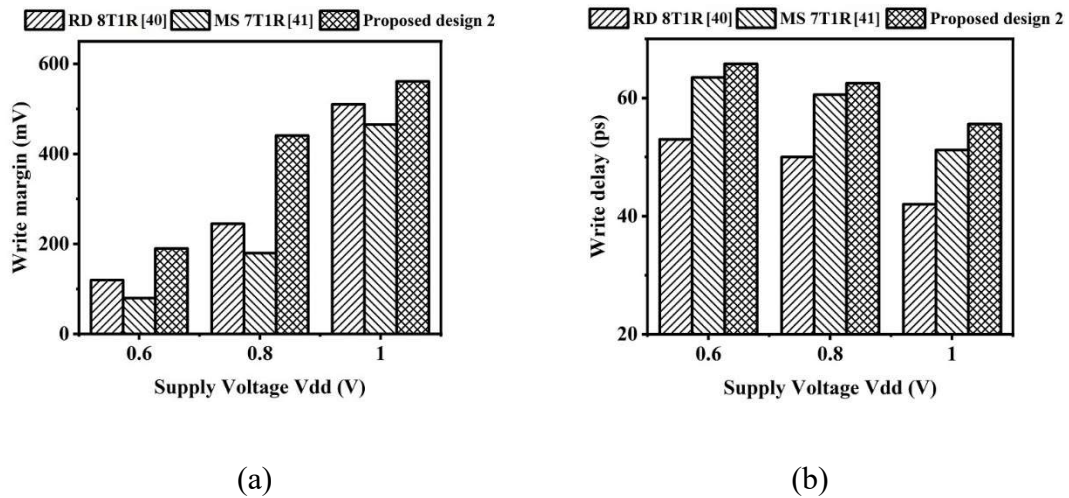 RD 8T1R [40] MS 7T1R [41] Proposed design 2
Write margin (mV)
600
400
200
0
0.6 0.8 1
Supply Voltage Vdd (V)
(a)
RD 8T1R [40] MS 7T1R [41] Proposed design 2
Write delay (ps)
60
40
20
0.6 0.8 1
Supply Voltage Vdd (V)
(b)